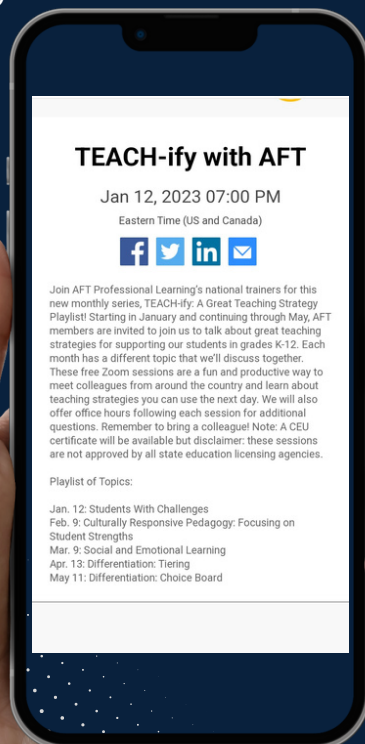 TEACH-ify with AFT
Jan 12, 2023 07:00 PM
Eastern Time (US and Canada)
f in
Join AFT Professional Learning's national trainers for this
new monthly series, TEACH-ify: A Great Teaching Strategy
Playlist! Starting in January and continuing through May, AFT
members are invited to join us to talk about great teaching
strategies for supporting our students in grades K-12. Each
month has a different topic that we'll discuss together.
These free Zoom sessions are a fun and productive way to
meet colleagues from around the country and learn about
teaching strategies you can use the next day. We will also
offer office hours following each session for additional
questions. Remember to bring a colleague! Note: A CEU
certificate will be available but disclaimer: these sessions
are not approved by all state education licensing agencies.
Playlist of Topics:
Jan. 12: Students With Challenges
Feb. 9: Culturally Responsive Pedagogy: Focusing on
Student Strengths
Mar. 9: Social and Emotional Learning
Apr. 13: Differentiation: Tiering
May 11: Differentiation: Choice Board